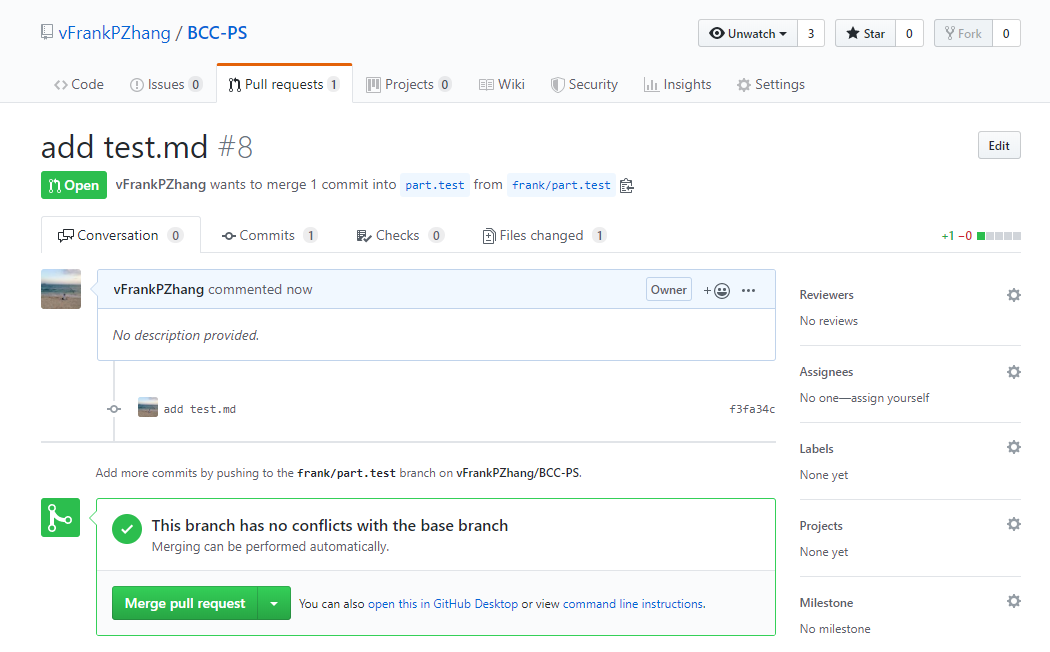 vFrankPZhang / BCC-PS
Unwatch 3 Star 0 Fork 0
Code Issues 0 Pull requests 1 Projects 0 Wiki Security Insights Settings
add test.md #8
Edit
Open vFrankPZhang wants to merge 1 commit into part.test from frank/part.test
Conversation 0 Commits 1 Checks 0 Files changed 1 +1 −0
vFrankPZhang commented now Owner
No description provided.
add test.md f3fa34c
Add more commits by pushing to the frank/part.test branch on vFrankPZhang/BCC-PS.
This branch has no conflicts with the base branch
Merging can be performed automatically.
Merge pull request You can also open this in GitHub Desktop or view command line instructions.
Reviewers
No reviews
Assignees
No one—assign yourself
Labels
None yet
Projects
None yet
Milestone
No milestone